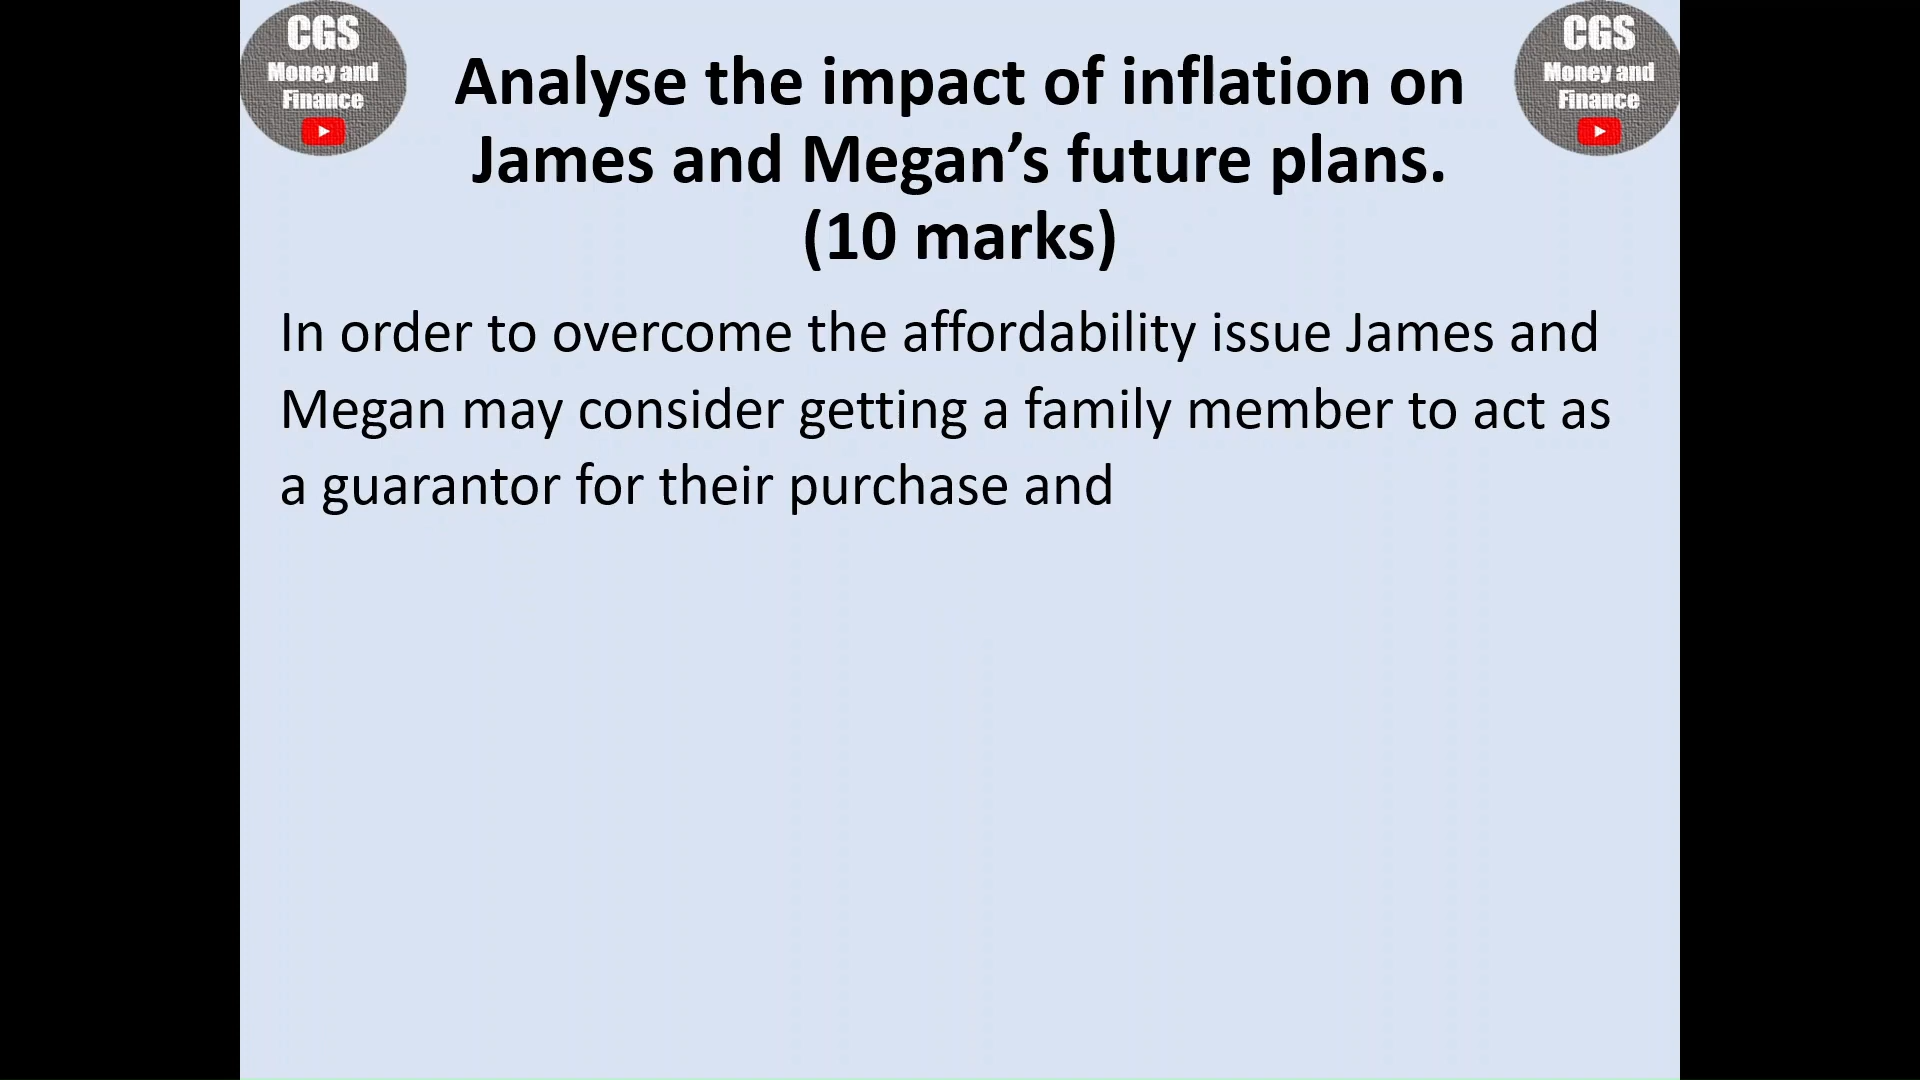 CGS
Money and
Finance
Analyse the impact of inflation on
James and Megan’s future plans.
(10 marks)
CGS
Money and
Finance
In order to overcome the affordability issue James and
Megan may consider getting a family member to act as
a guarantor for their purchase and